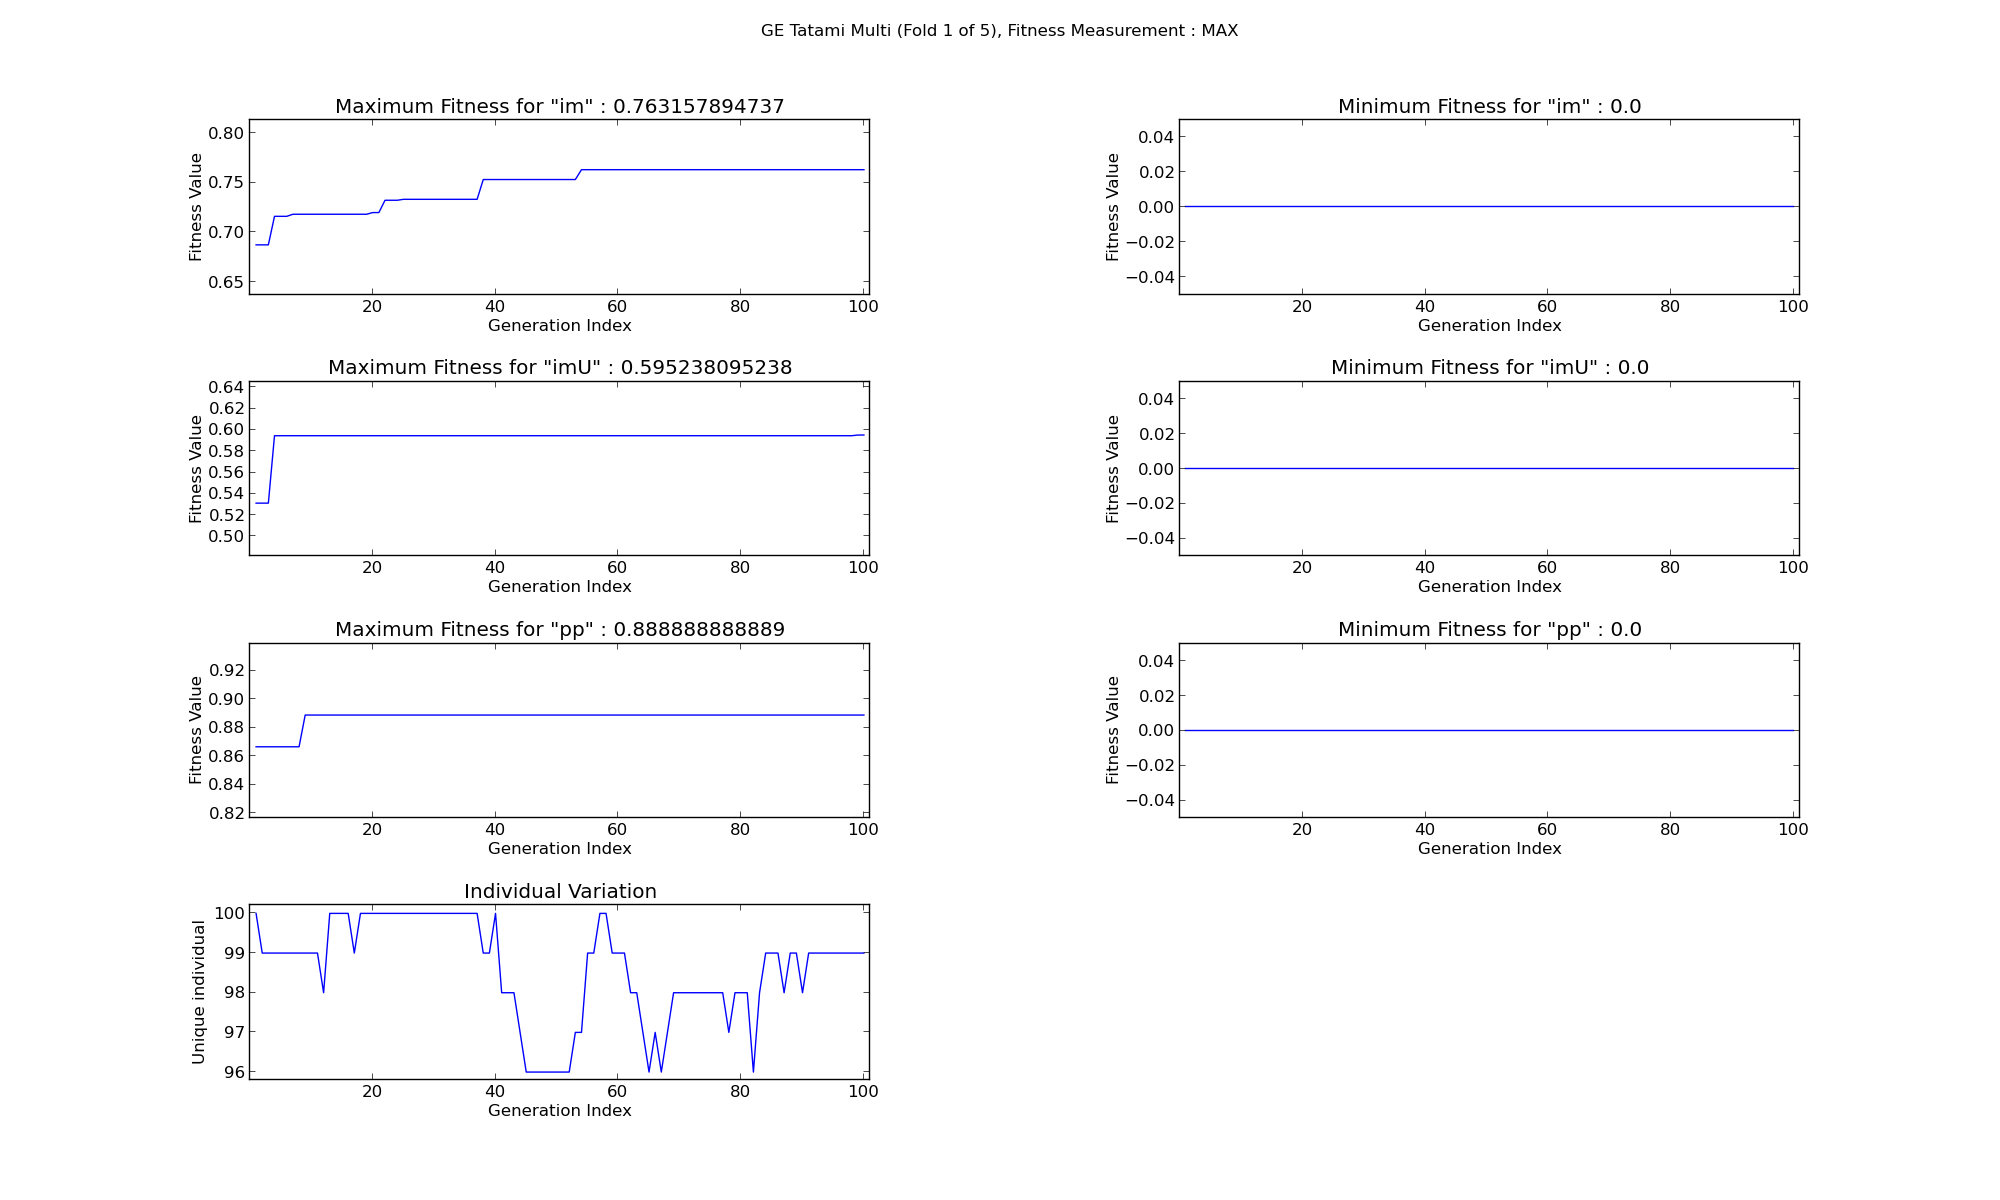 GE Tatami Multi (Fold 1 of 5), Fitness Measurement : MAX
Maximum Fitness for "im" : 0.763157894737
Fitness Value
0.80
0.75
0.70
0.65
20 40 60 80 100
Generation Index
Minimum Fitness for "im" : 0.0
Fitness Value
0.04
0.02
0.00
−0.02
−0.04
20 40 60 80 100
Generation Index
Maximum Fitness for "imU" : 0.595238095238
Fitness Value
0.64
0.62
0.60
0.58
0.56
0.54
0.52
0.50
20 40 60 80 100
Generation Index
Minimum Fitness for "imU" : 0.0
Fitness Value
0.04
0.02
0.00
−0.02
−0.04
20 40 60 80 100
Generation Index
Maximum Fitness for "pp" : 0.888888888889
Fitness Value
0.92
0.90
0.88
0.86
0.84
0.82
20 40 60 80 100
Generation Index
Minimum Fitness for "pp" : 0.0
Fitness Value
0.04
0.02
0.00
−0.02
−0.04
20 40 60 80 100
Generation Index
Individual Variation
Unique individual
100
99
98
97
96
20 40 60 80 100
Generation Index